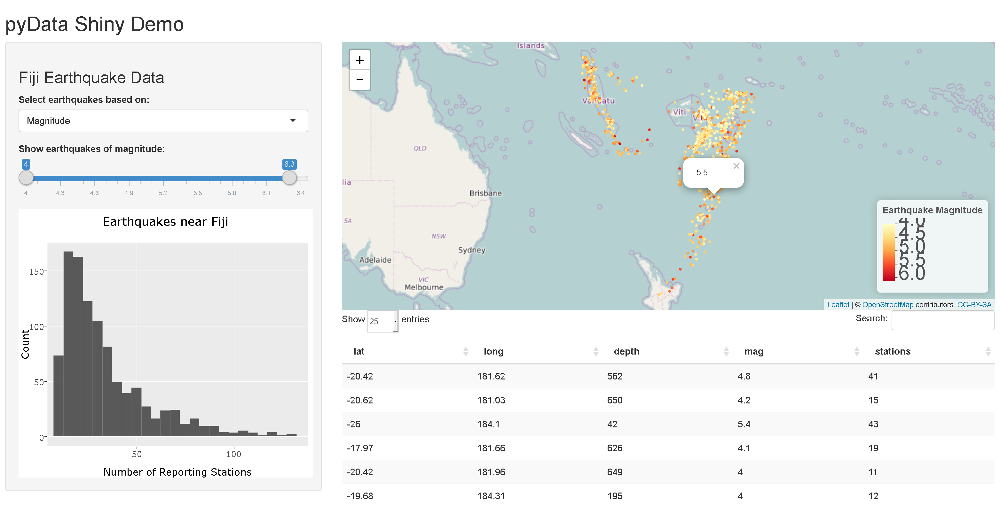 pyData Shiny Demo
Fiji Earthquake Data
Select earthquakes based on:
Magnitude
Show earthquakes of magnitude:
4 6.3
4 4.3 4.6 4.9 5.2 5.5 5.8 6.1 6.4
Earthquakes near Fiji
150
100
50
0
Count
50 100
Number of Reporting Stations
+
−
Islands
Vanuatu
Viti
QLD
lia
5.5 ×
Brisbane
SA
NSW
Sydney
Adelaide
VIC
Melbourne
Earthquake Magnitude
4.0
4.5
5.0
5.5
6.0
Leaflet | © OpenStreetMap contributors, CC-BY-SA
Show 25 entries Search:
lat long depth mag stations
-20.42 181.62 562 4.8 41
-20.62 181.03 650 4.2 15
-26 184.1 42 5.4 43
-17.97 181.66 626 4.1 19
-20.42 181.96 649 4 11
-19.68 184.31 195 4 12